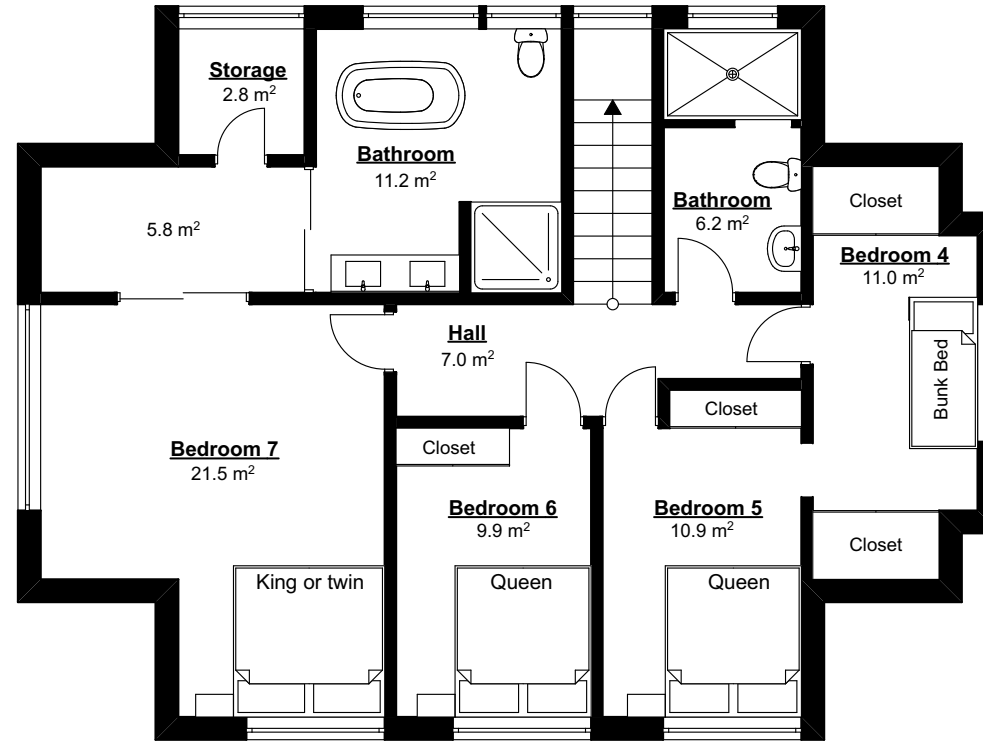 Storage
2.8 m²
Bathroom
11.2 m²
5.8 m²
Bathroom
6.2 m²
Closet
Bedroom 4
11.0 m²
Bunk Bed
Hall
7.0 m²
Closet
Closet
Bedroom 7
21.5 m²
Bedroom 6
9.9 m²
Bedroom 5
10.9 m²
Closet
King or twin
Queen
Queen